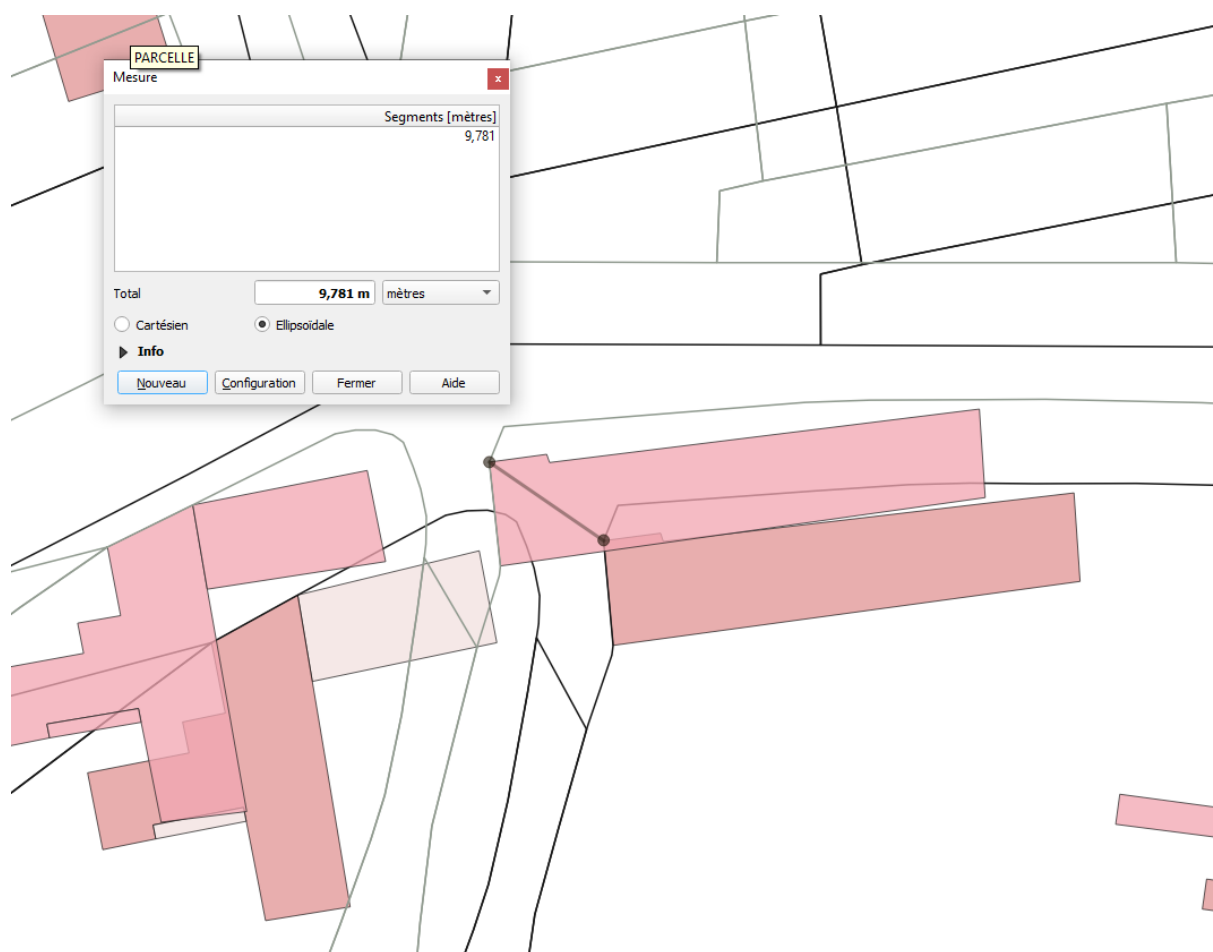 PARCELLE
Mesure
x
Segments [mètres]
9,781
Total 9,781 m mètres
Cartésien Ellipsoïdale
Info
Nouveau Configuration Fermer Aide